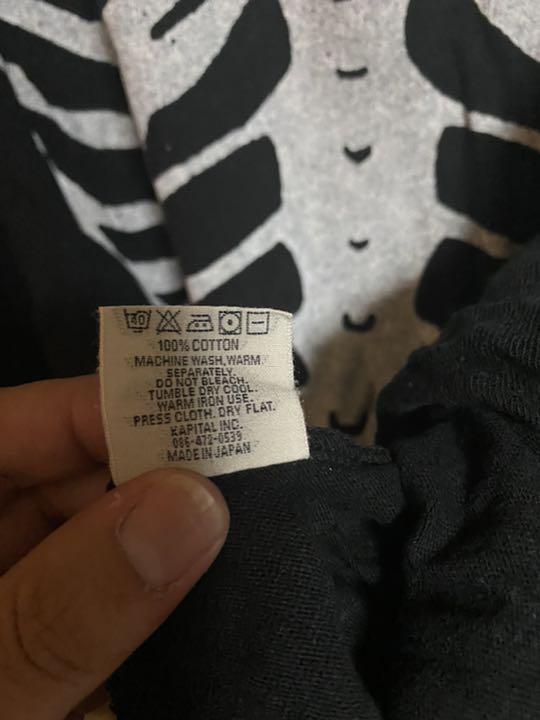 40
100% COTTON
MACHINE WASH, WARM
SEPARATELY.
DO NOT BLEACH.
TUMBLE DRY COOL.
WARM IRON USE.
PRESS CLOTH. DRY FLAT.
KAPITAL INC.
086-472-0539
MADE IN JAPAN